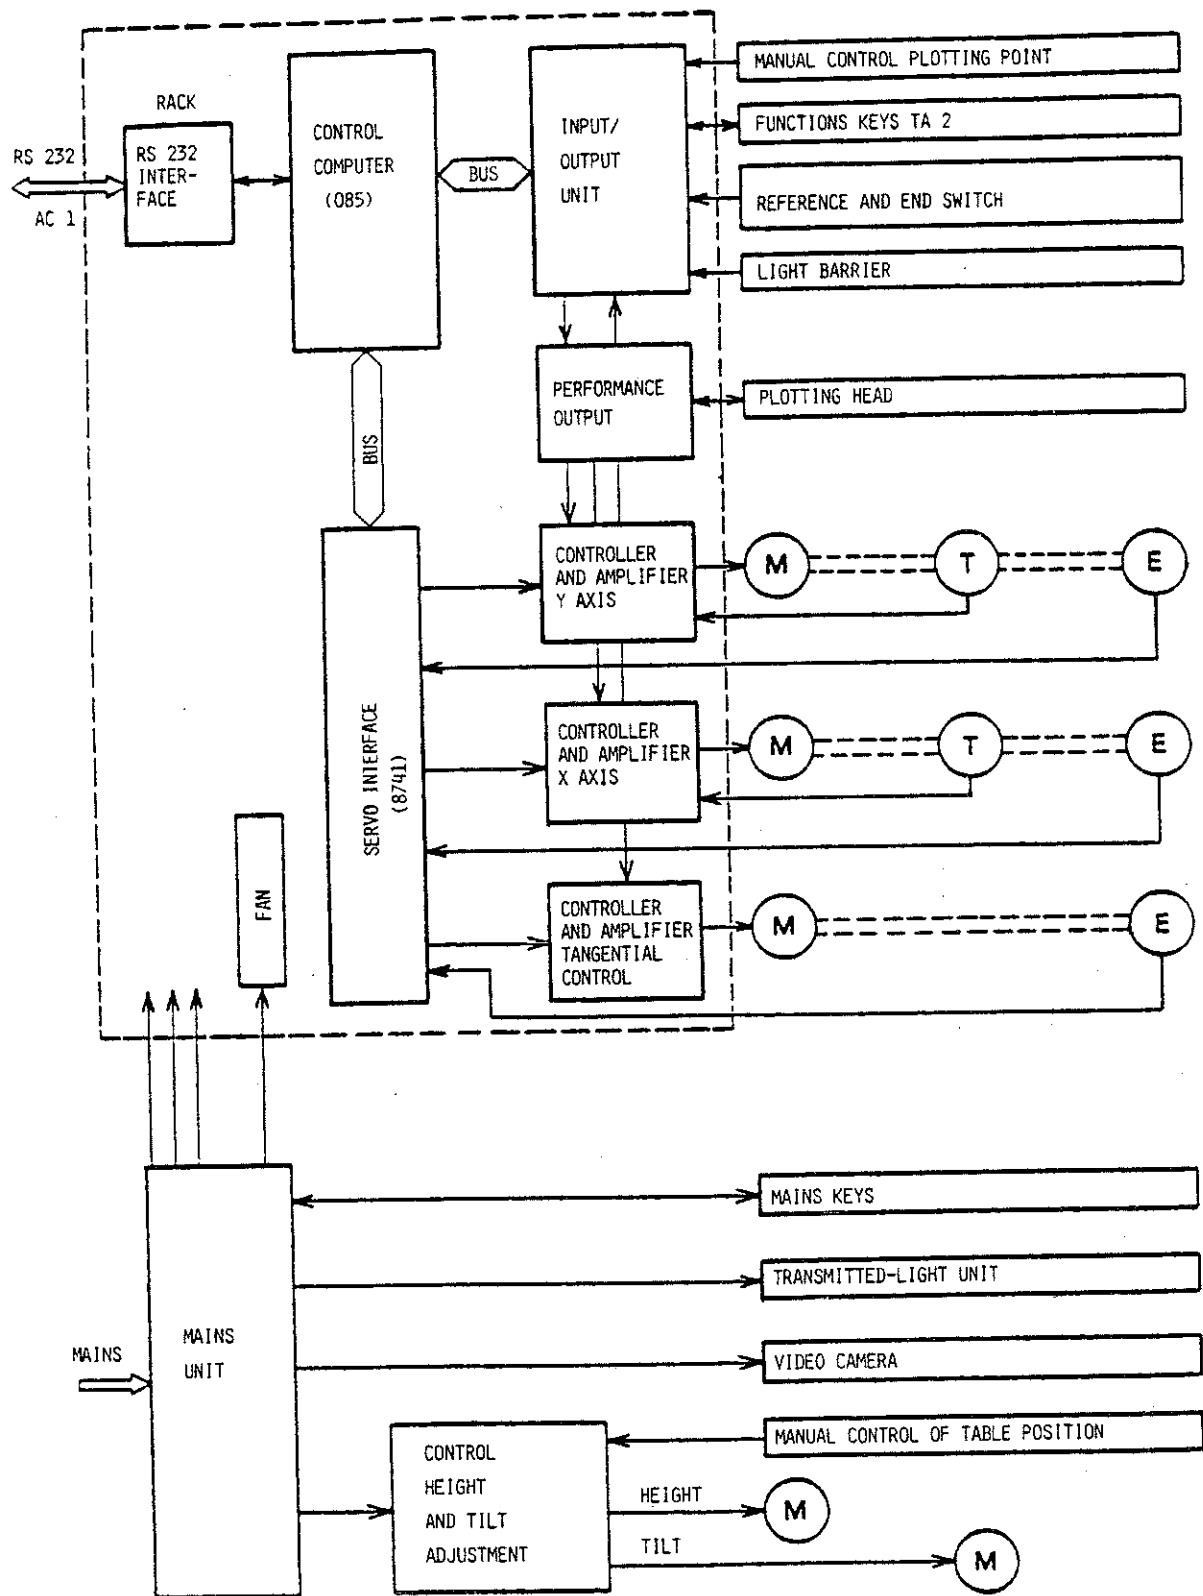 RACK
RS 232
AC 1
RS 232
INTER-
FACE
CONTROL
COMPUTER
(085)
BUS
INPUT/
OUTPUT
UNIT
MANUAL CONTROL PLOTTING POINT
FUNCTIONS KEYS TA 2
REFERENCE AND END SWITCH
LIGHT BARRIER
BUS
PERFORMANCE
OUTPUT
PLOTTING HEAD
SERVO INTERFACE
(8741)
CONTROLLER
AND AMPLIFIER
Y AXIS
M
T
E
CONTROLLER
AND AMPLIFIER
X AXIS
M
T
E
FAN
CONTROLLER
AND AMPLIFIER
TANGENTIAL
CONTROL
M
E
MAINS
MAINS
UNIT
MAINS KEYS
TRANSMITTED-LIGHT UNIT
VIDEO CAMERA
MANUAL CONTROL OF TABLE POSITION
CONTROL
HEIGHT
AND TILT
ADJUSTMENT
HEIGHT
M
TILT
M